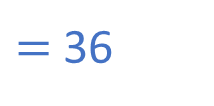 = 36